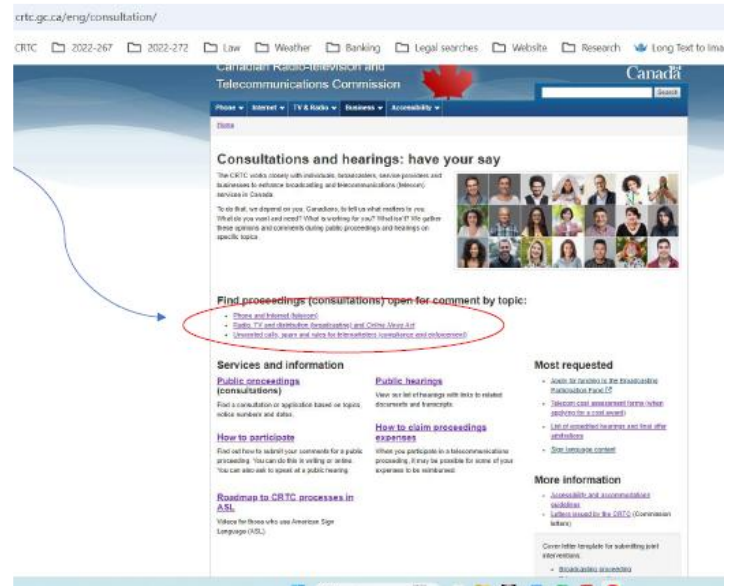 crtc.gc.ca/eng/consultation/
CRTC 2022-267 2022-272 Law Weather Banking Legal searches Website Research Long Text to Ima
Canadian Radio-television and
Telecommunications Commission
Canada
Search
Phone Internet TV & Radio Business Accessibility
Home
Consultations and hearings: have your say
The CRTC works closely with individuals, broadcasters, service providers and
businesses to enhance broadcasting and telecommunications (telecom)
services in Canada.
To do that, we depend on you, Canadians, to tell us what matters to you.
What do you want and need? What is working for you? What isn't? We gather
these opinions and comments during public proceedings and hearings on
specific topics.
Find proceedings (consultations) open for comment by topic:
Phone and Internet (telecom)
Radio, TV and distribution (broadcasting) and Online News Act
Unwanted calls, spam and rules for telemarketers (compliance and enforcement)
Services and information
Public proceedings
(consultations)
Find a consultation or application based on topics,
notice numbers and status.
How to participate
Find out how to submit your comments for a public
proceeding. You can do this in writing or online.
You can also ask to speak at a public hearing.
Roadmap to CRTC processes in
ASL
Videos for those who use American Sign
Language (ASL).
Public hearings
View our list of hearings with links to related
documents and transcripts.
How to claim proceedings
expenses
When you participate in a telecommunications
proceeding, it may be possible for some of your
expenses to be reimbursed.
Most requested
Apply for funding to the Broadcasting
Participation Fund
Telecom cost assessment forms (when
applying for a cost award)
List of expedited hearings and final offer
arbitrations
Sign language content
More information
Accessibility and accommodations
guidelines
Letters issued by the CRTC (Commission
letters)
Cover letter template for submitting joint
interventions:
Broadcasting proceeding